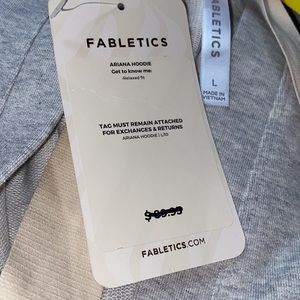 FABLETICS
ARIANA HOODIE
Get to know me:
-Relaxed fit
TAG MUST REMAIN ATTACHED
FOR EXCHANGES & RETURNS
ARIANA HOODIE | LTG
FABLETICS.COM
FABLETICS
L
MADE IN
VIETNAM